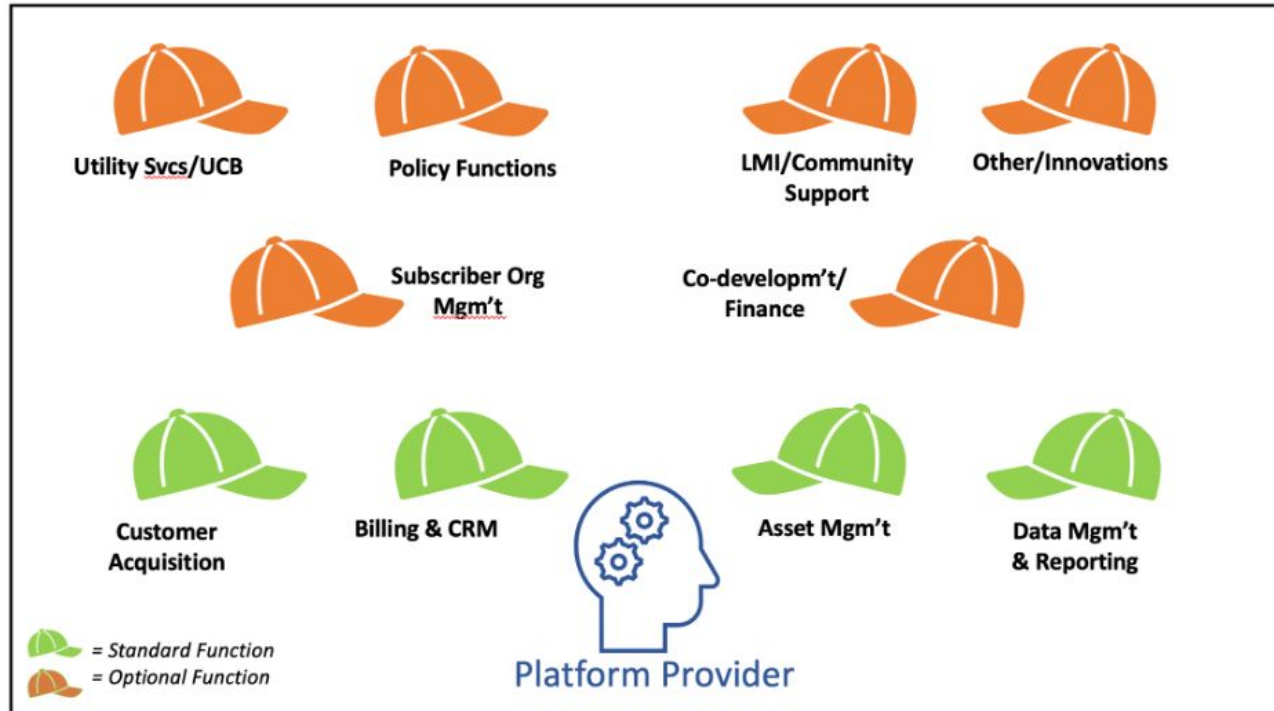 Utility Svcs/UCB
Policy Functions
LMI/Community
Support
Other/Innovations
Subscriber Org
Mgm't
Co-developm't/
Finance
Customer
Acquisition
Billing & CRM
Asset Mgm't
Data Mgm't
& Reporting
= Standard Function
= Optional Function
Platform Provider